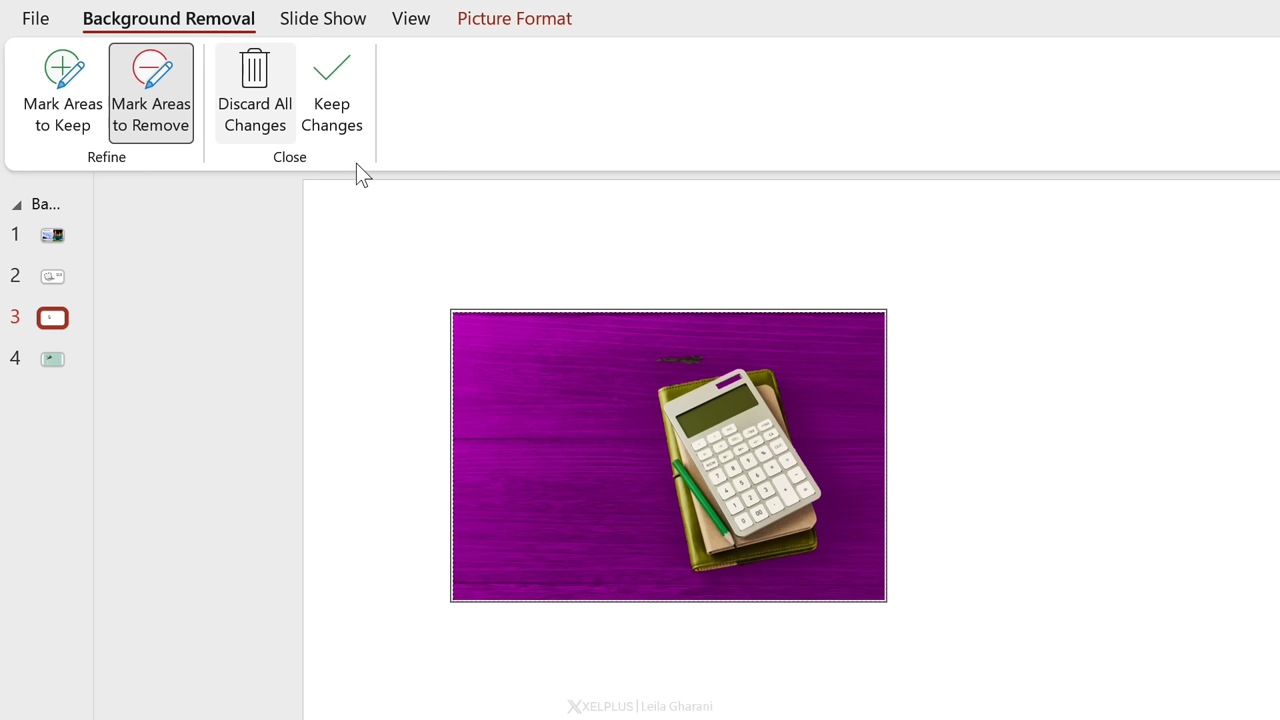 File Background Removal Slide Show View Picture Format
Mark Areas to Keep
Mark Areas to Remove
Discard All Changes
Keep Changes
Refine
Close
Ba...
1
2
3
4
XELPLUS | Leila Gharani